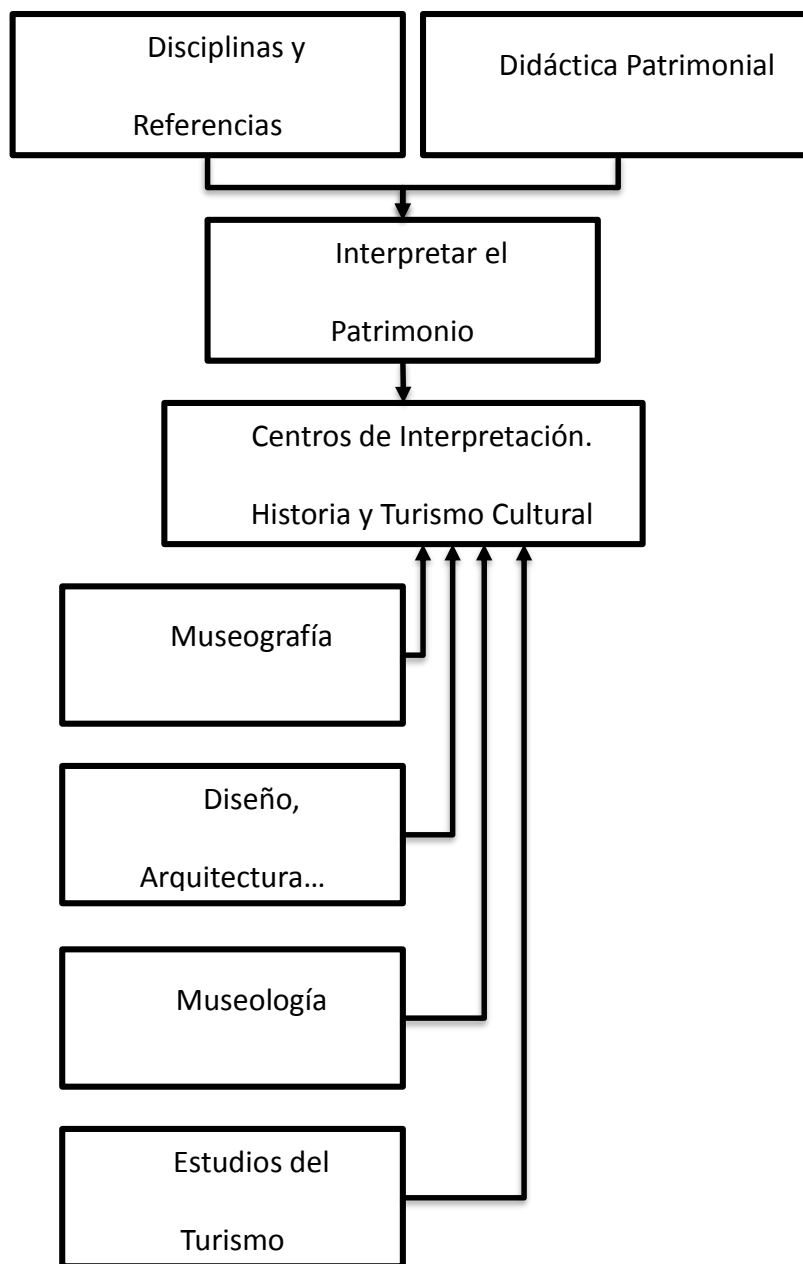 Disciplinas y
Referencias
Didáctica Patrimonial
Interpretar el
Patrimonio
Centros de Interpretación.
Historia y Turismo Cultural
Museografía
Diseño,
Arquitectura…
Museología
Estudios del
Turismo